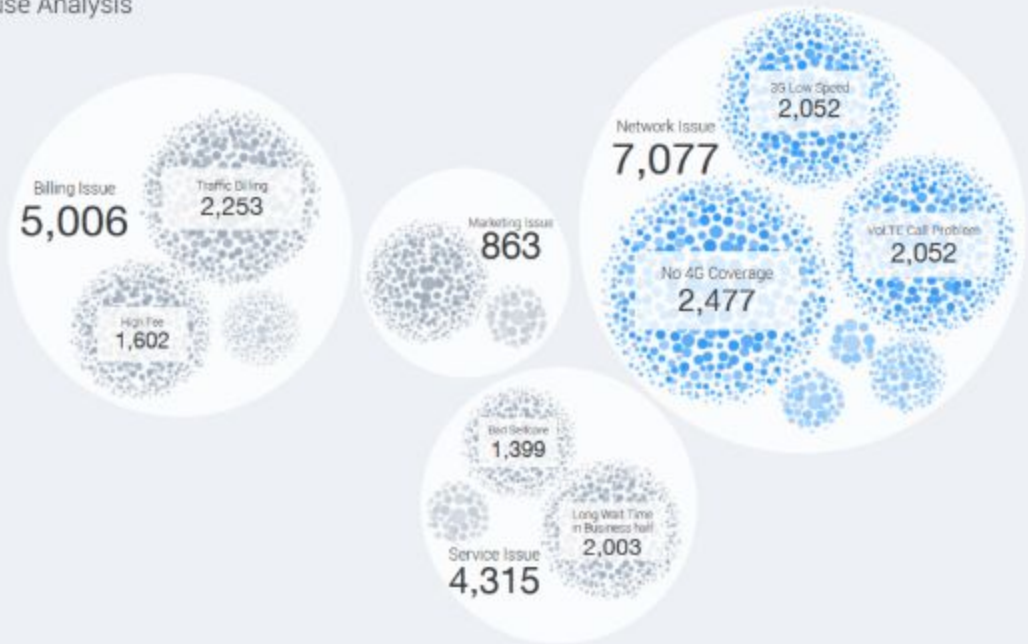 use Analysis
Billing Issue
5,006
Traffic Billing
2,253
High Fee
1,602
Marketing Issue
863
Network Issue
7,077
3G Low Speed
2,052
VoLTE Call Problem
2,052
No 4G Coverage
2,477
Bad Selfcare
1,399
Long Wait Time
in Business hall
2,003
Service Issue
4,315